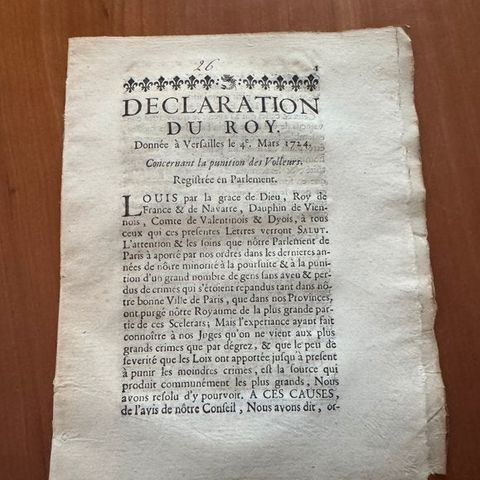 26
1
DECLARATION
DU ROY.
Donnée à Versailles le 4e. Mars 1724.
Concernant la punition des Volleurs.
Registrée en Parlement.
LOUIS par la grace de Dieu, Roy de
France & de Navarre, Dauphin de Vien-
nois, Comte de Valentinois & Dyois, à tous
ceux qui ces presentes Lettres verront SALUT.
L'attention & les soins que nôtre Parlement de
Paris à aporté par nos ordres dans les dernieres an-
nées de nôtre minorité à la poursuite & à la puni-
tion d'un grand nombre de gens sans aveu & per-
dus de crimes qui s'étoient repandus tant dans nô-
tre bonne Ville de Paris, que dans nos Provinces,
ont purgé nôtre Royaume de la plus grande par-
tie de ces Scelerats; Mais l'experiance ayant fait
connoître à nos Juges qu'on ne vient aux plus
grands crimes que par dégrez, & que le peu de
severité que les Loix ont apportée jusqu'à present
à punir les moindres crimes, est la source qui
produit communément les plus grands, Nous
avons resolu d'y pourvoir. A CES CAUSES,
de l'avis de nôtre Conseil, Nous avons dit, or-